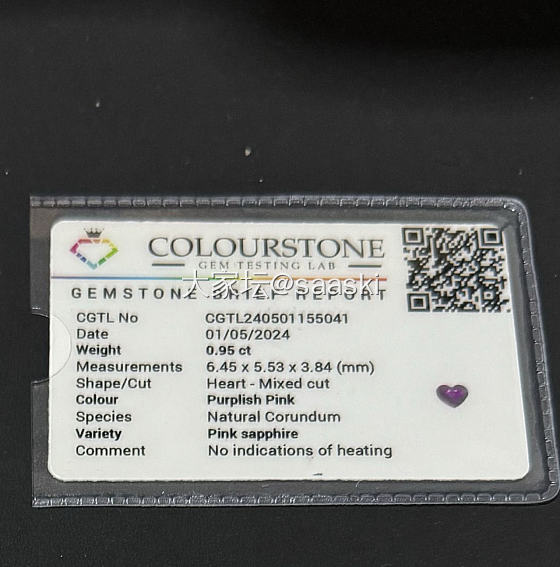 COLOURSTONE
GEM TESTING LAB
大家坛@saaski
GEMSTONE BRIEF REPORT
CGTL No CGTL240501155041
Date 01/05/2024
Weight 0.95 ct
Measurements 6.45 x 5.53 x 3.84 (mm)
Shape/Cut Heart - Mixed cut
Colour Purplish Pink
Species Natural Corundum
Variety Pink sapphire
Comment No indications of heating